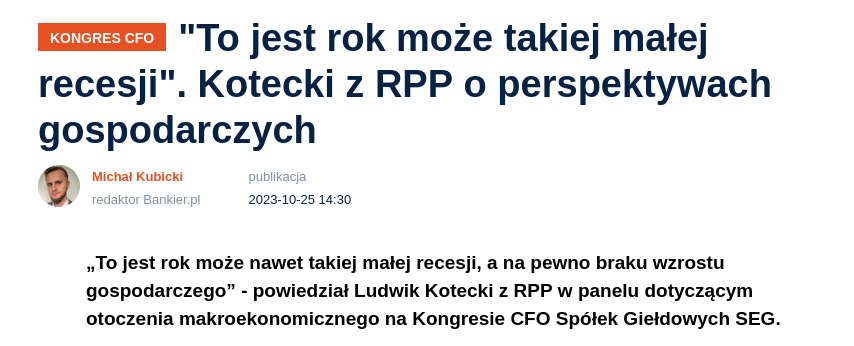 KONGRES CFO "To jest rok może takiej małej
recesji". Kotecki z RPP o perspektywach
gospodarczych
Michał Kubicki publikacja
redaktor Bankier.pl 2023-10-25 14:30
„To jest rok może nawet takiej małej recesji, a na pewno braku wzrostu
gospodarczego” - powiedział Ludwik Kotecki z RPP w panelu dotyczącym
otoczenia makroekonomicznego na Kongresie CFO Spółek Giełdowych SEG.